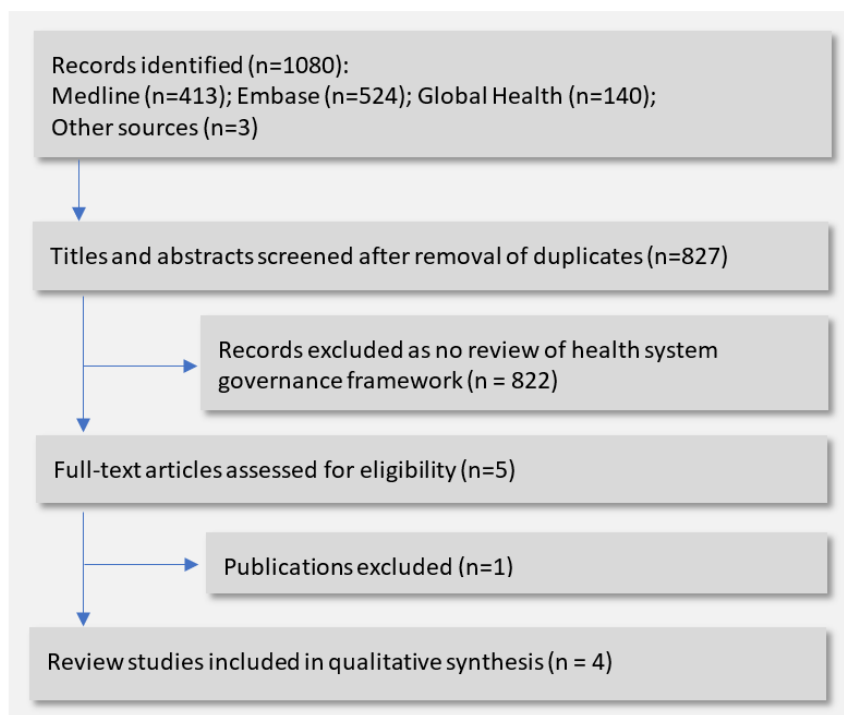 Records identified (n=1080):
Medline (n=413); Embase (n=524); Global Health (n=140);
Other sources (n=3)
Titles and abstracts screened after removal of duplicates (n=827)
Records excluded as no review of health system
governance framework (n = 822)
Full-text articles assessed for eligibility (n=5)
Publications excluded (n=1)
Review studies included in qualitative synthesis (n = 4)